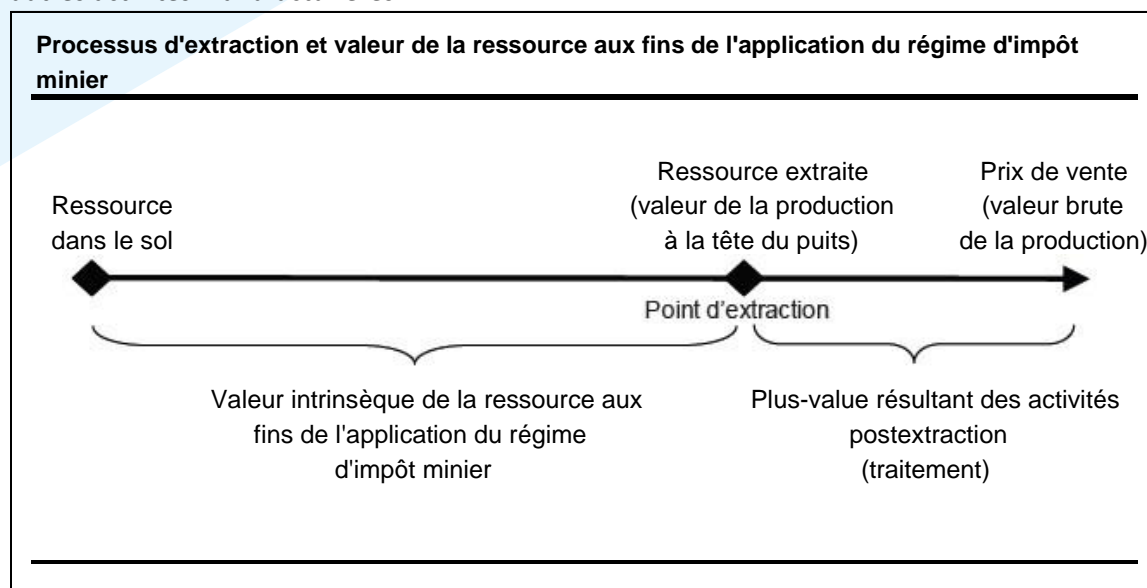 Processus d'extraction et valeur de la ressource aux fins de l'application du régime d'impôt
minier
Ressource
dans le sol
Ressource extraite
(valeur de la production
à la tête du puits)
Prix de vente
(valeur brute
de la production)
Point d'extraction
Valeur intrinsèque de la ressource aux
fins de l'application du régime
d'impôt minier
Plus-value résultant des activités
postextraction
(traitement)